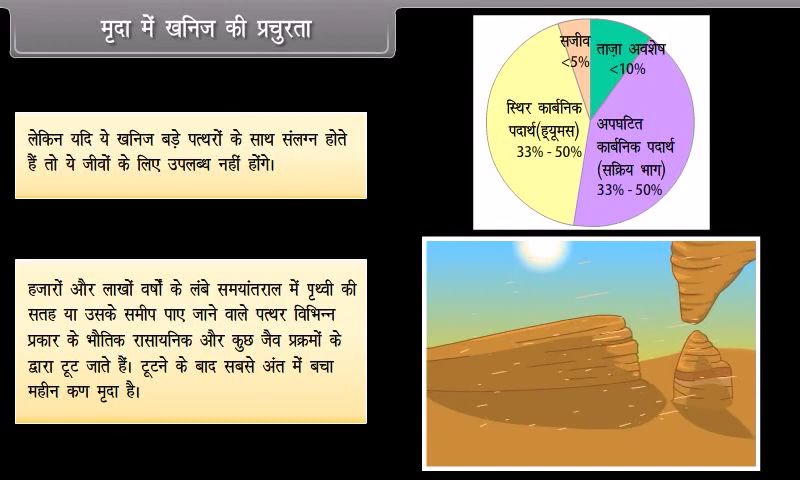 मृदा में खनिज की प्रचुरता
लेकिन यदि ये खनिज बड़े पत्थरों के साथ संलग्न होते
हैं तो ये जीवों के लिए उपलब्ध नहीं होंगे।
हजारों और लाखों वर्षों के लंबे समयांतराल में पृथ्वी की
सतह या उसके समीप पाए जाने वाले पत्थर विभिन्न
प्रकार के भौतिक रासायनिक और कुछ जैव प्रक्रमों के
द्वारा टूट जाते हैं। टूटने के बाद सबसे अंत में बचा
महीन कण मृदा है।
सजीव
<5%
ताज़ा अवशेष
<10%
स्थिर कार्बनिक
पदार्थ(ह्यूमस)
33% - 50%
अपघटित
कार्बनिक पदार्थ
(सक्रिय भाग)
33% - 50%